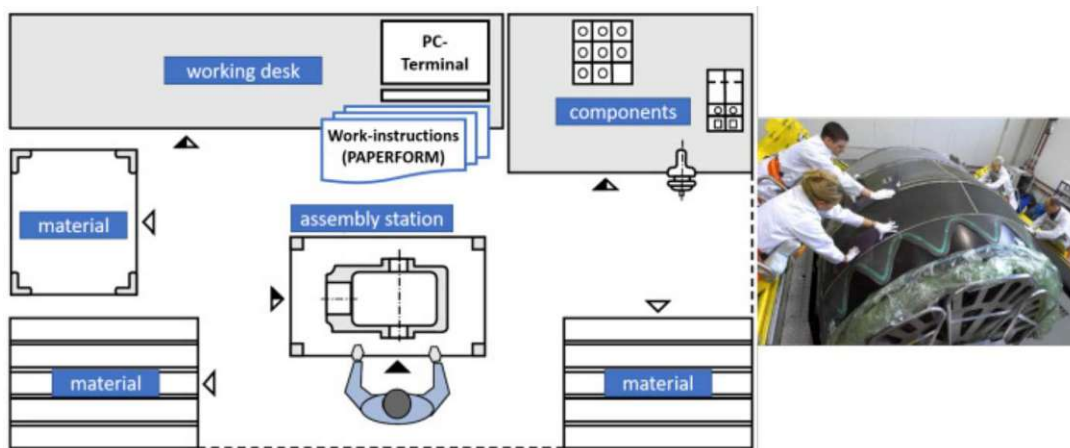 PC-
Terminal
working desk
components
Work-instructions
(PAPERFORM)
material
assembly station
material
material